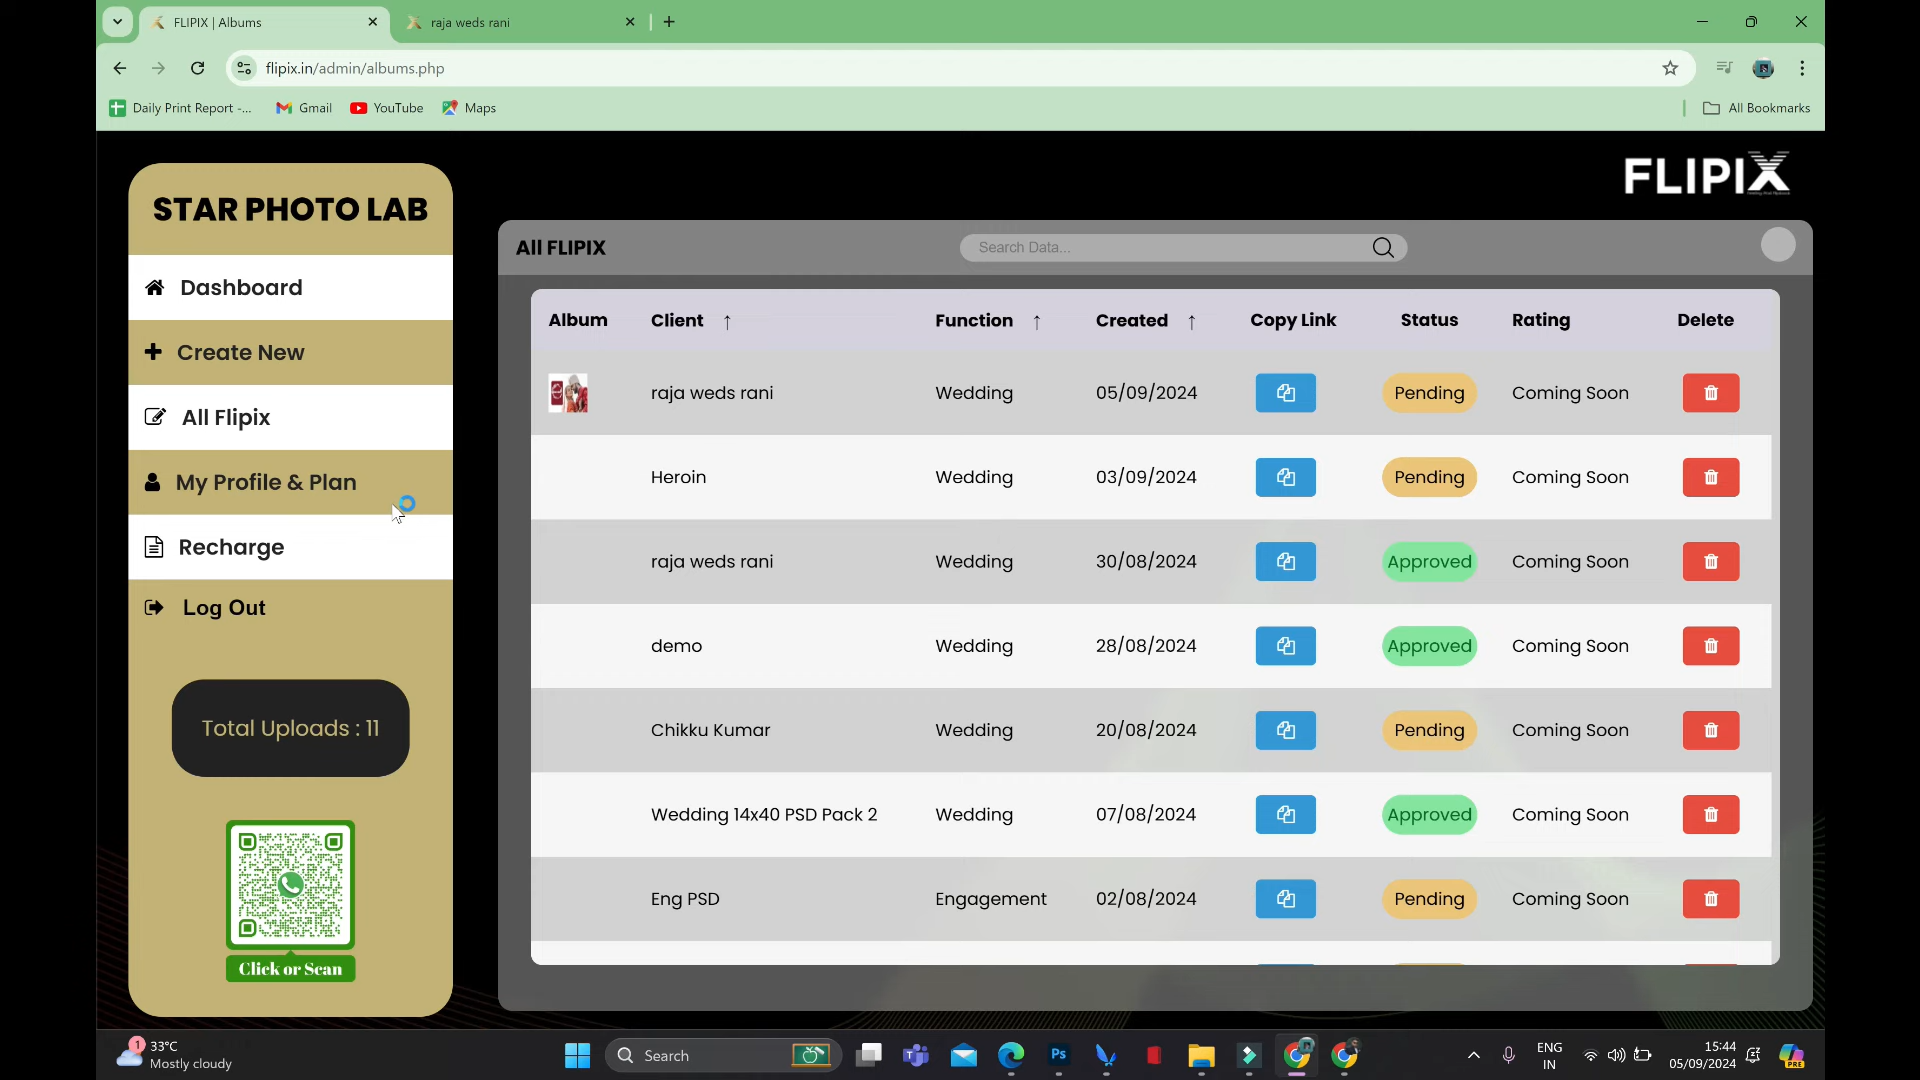 FLIPIX | Albums
raja weds rani
flipix.in/admin/albums.php
Daily Print Report -...
Gmail
YouTube
Maps
All Bookmarks
STAR PHOTO LAB
Dashboard
Create New
All Flipix
My Profile & Plan
Recharge
Log Out
Total Uploads : 11
Click or Scan
FLIPIX
All FLIPIX
Search Data...
Album Client ↑ Function ↑ Created ↑ Copy Link Status Rating Delete
raja weds rani Wedding 05/09/2024 Pending Coming Soon
Heroin Wedding 03/09/2024 Pending Coming Soon
raja weds rani Wedding 30/08/2024 Approved Coming Soon
demo Wedding 28/08/2024 Approved Coming Soon
Chikku Kumar Wedding 20/08/2024 Pending Coming Soon
Wedding 14x40 PSD Pack 2 Wedding 07/08/2024 Approved Coming Soon
Eng PSD Engagement 02/08/2024 Pending Coming Soon
1
33°C
Mostly cloudy
Search
Ps
PRE
ENG
IN
15:44
05/09/2024